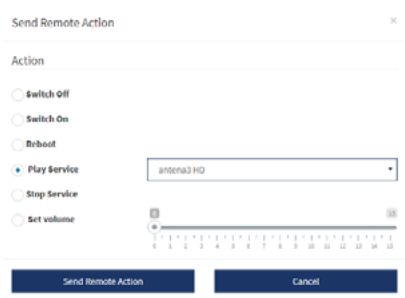 Send Remote Action
×
Action
Switch Off
Switch On
Reboot
Play Service
antena3 HD
Stop Service
Set volume
0 15
0 1 2 3 4 5 6 7 8 9 10 11 12 13 14 15
Send Remote Action Cancel